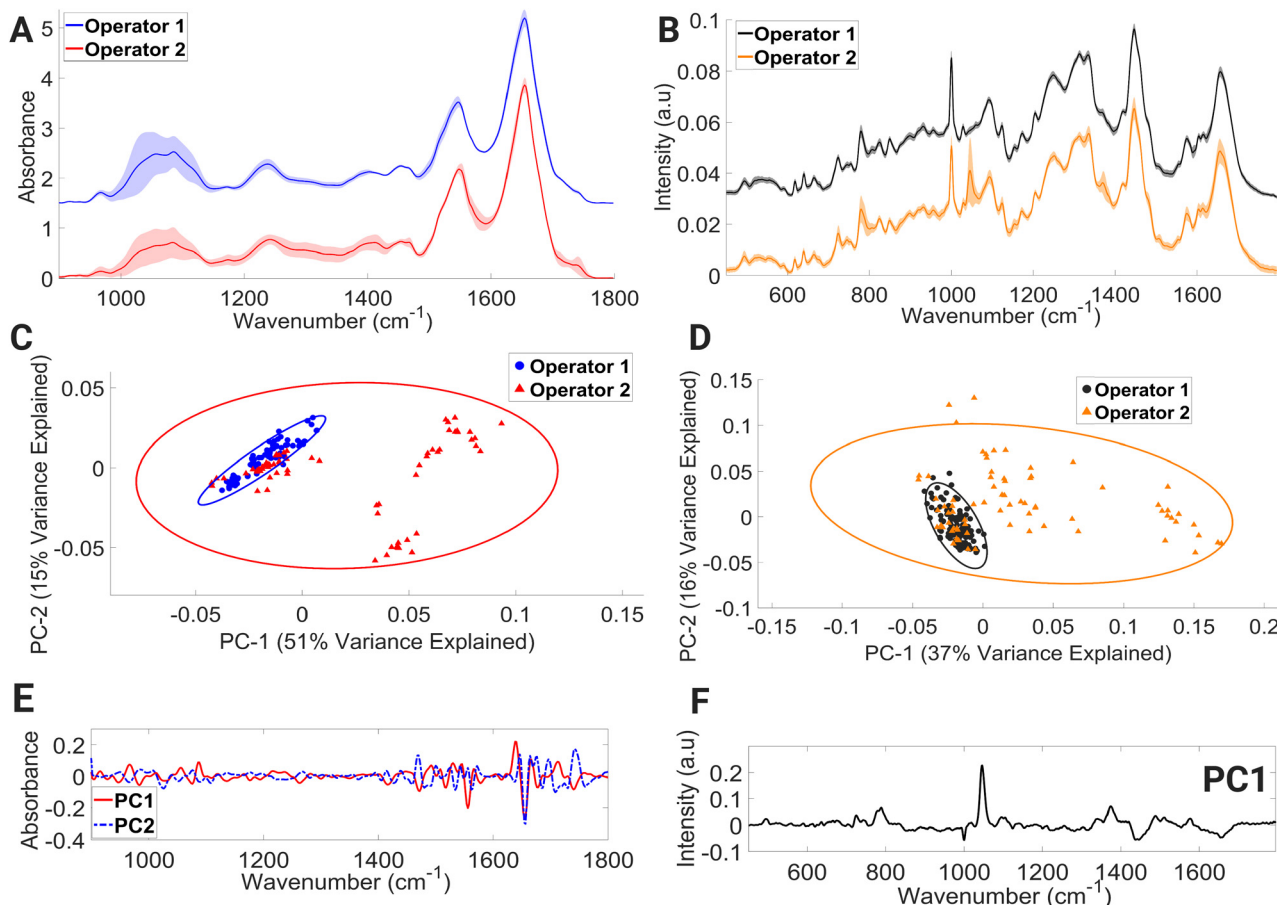 A
Operator 1
Operator 2
Absorbance
5
4
3
2
1
0
1000 1200 1400 1600 1800
Wavenumber (cm⁻¹)
B
Operator 1
Operator 2
Intensity (a.u)
0.1
0.08
0.06
0.04
0.02
0
600 800 1000 1200 1400 1600
Wavenumber (cm⁻¹)
C
Operator 1
Operator 2
PC-2 (15% Variance Explained)
0.05
0
-0.05
-0.05 0 0.05 0.1 0.15
PC-1 (51% Variance Explained)
D
Operator 1
Operator 2
PC-2 (16% Variance Explained)
0.15
0.1
0.05
0
-0.05
-0.1
-0.15 -0.1 -0.05 0 0.05 0.1 0.15 0.2
PC-1 (37% Variance Explained)
E
Absorbance
0.2
0
-0.2
-0.4
PC1
PC2
1000 1200 1400 1600 1800
Wavenumber (cm⁻¹)
F
PC1
Intensity (a.u)
0.2
0.1
0
-0.1
600 800 1000 1200 1400 1600
Wavenumber (cm⁻¹)